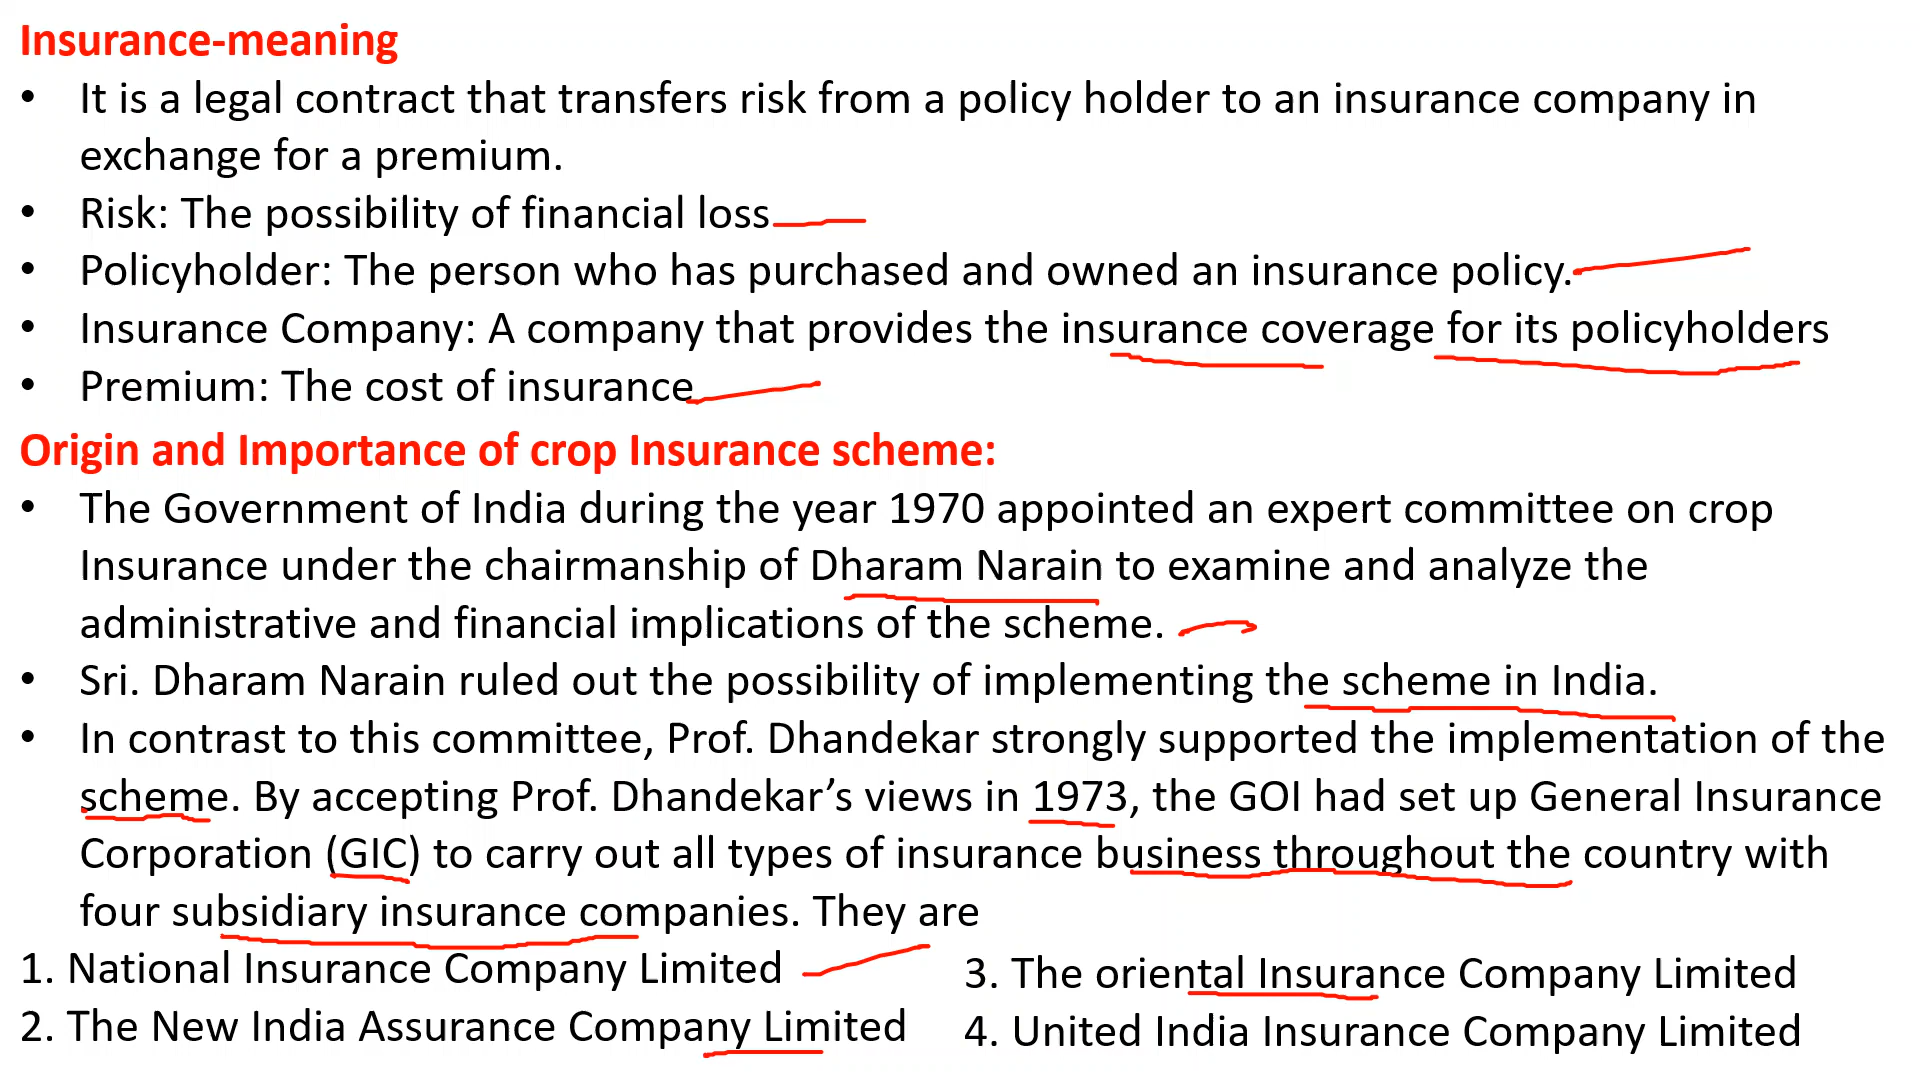 Insurance-meaning
• It is a legal contract that transfers risk from a policy holder to an insurance company in
exchange for a premium.
• Risk: The possibility of financial loss
• Policyholder: The person who has purchased and owned an insurance policy.
• Insurance Company: A company that provides the insurance coverage for its policyholders
• Premium: The cost of insurance
Origin and Importance of crop Insurance scheme:
• The Government of India during the year 1970 appointed an expert committee on crop
Insurance under the chairmanship of Dharam Narain to examine and analyze the
administrative and financial implications of the scheme.
• Sri. Dharam Narain ruled out the possibility of implementing the scheme in India.
• In contrast to this committee, Prof. Dhandekar strongly supported the implementation of the
scheme. By accepting Prof. Dhandekar’s views in 1973, the GOI had set up General Insurance
Corporation (GIC) to carry out all types of insurance business throughout the country with
four subsidiary insurance companies. They are
1. National Insurance Company Limited
2. The New India Assurance Company Limited
3. The oriental Insurance Company Limited
4. United India Insurance Company Limited